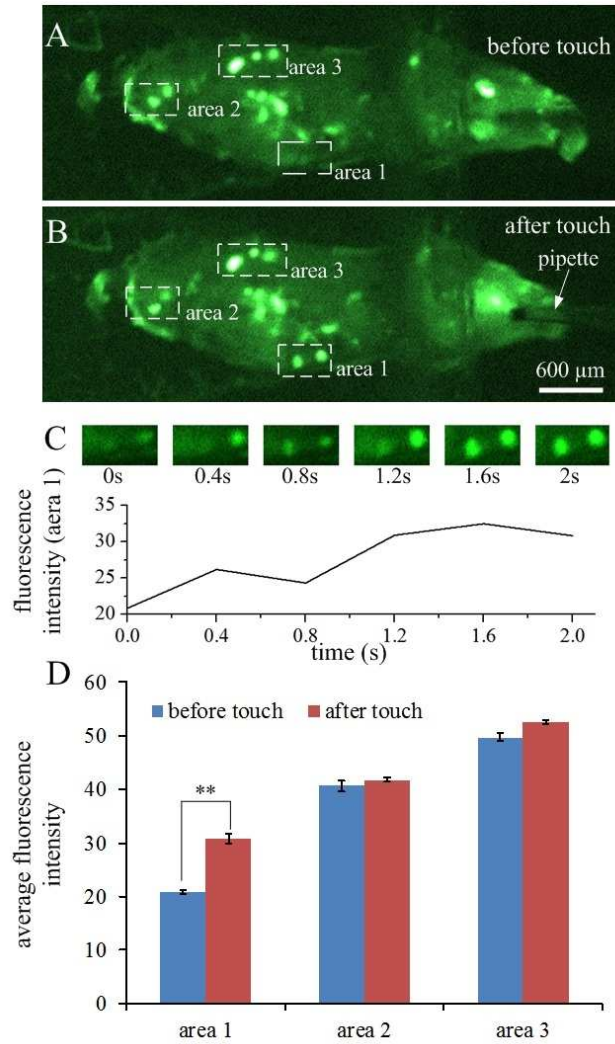 A
before touch
area 3
area 2
area 1
B
after touch
pipette
area 3
area 2
area 1
600 µm
C
0s 0.4s 0.8s 1.2s 1.6s 2s
fluorescence
intensity (aera 1)
35
30
25
20
0.0 0.4 0.8 1.2 1.6 2.0
time (s)
D
average fluorescence
intensity
before touch after touch
**
60
50
40
30
20
10
0
area 1 area 2 area 3